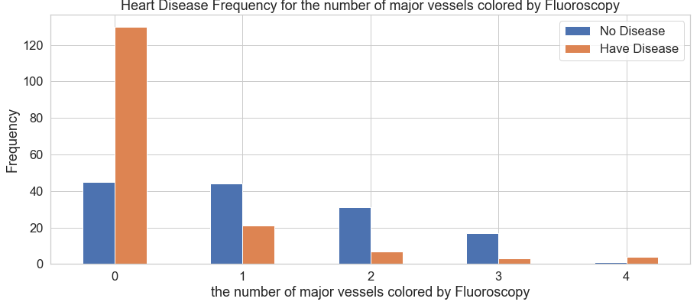 Heart Disease Frequency for the number of major vessels colored by Fluoroscopy
No Disease
Have Disease
120
100
80
60
40
20
0
Frequency
0 1 2 3 4
the number of major vessels colored by Fluoroscopy